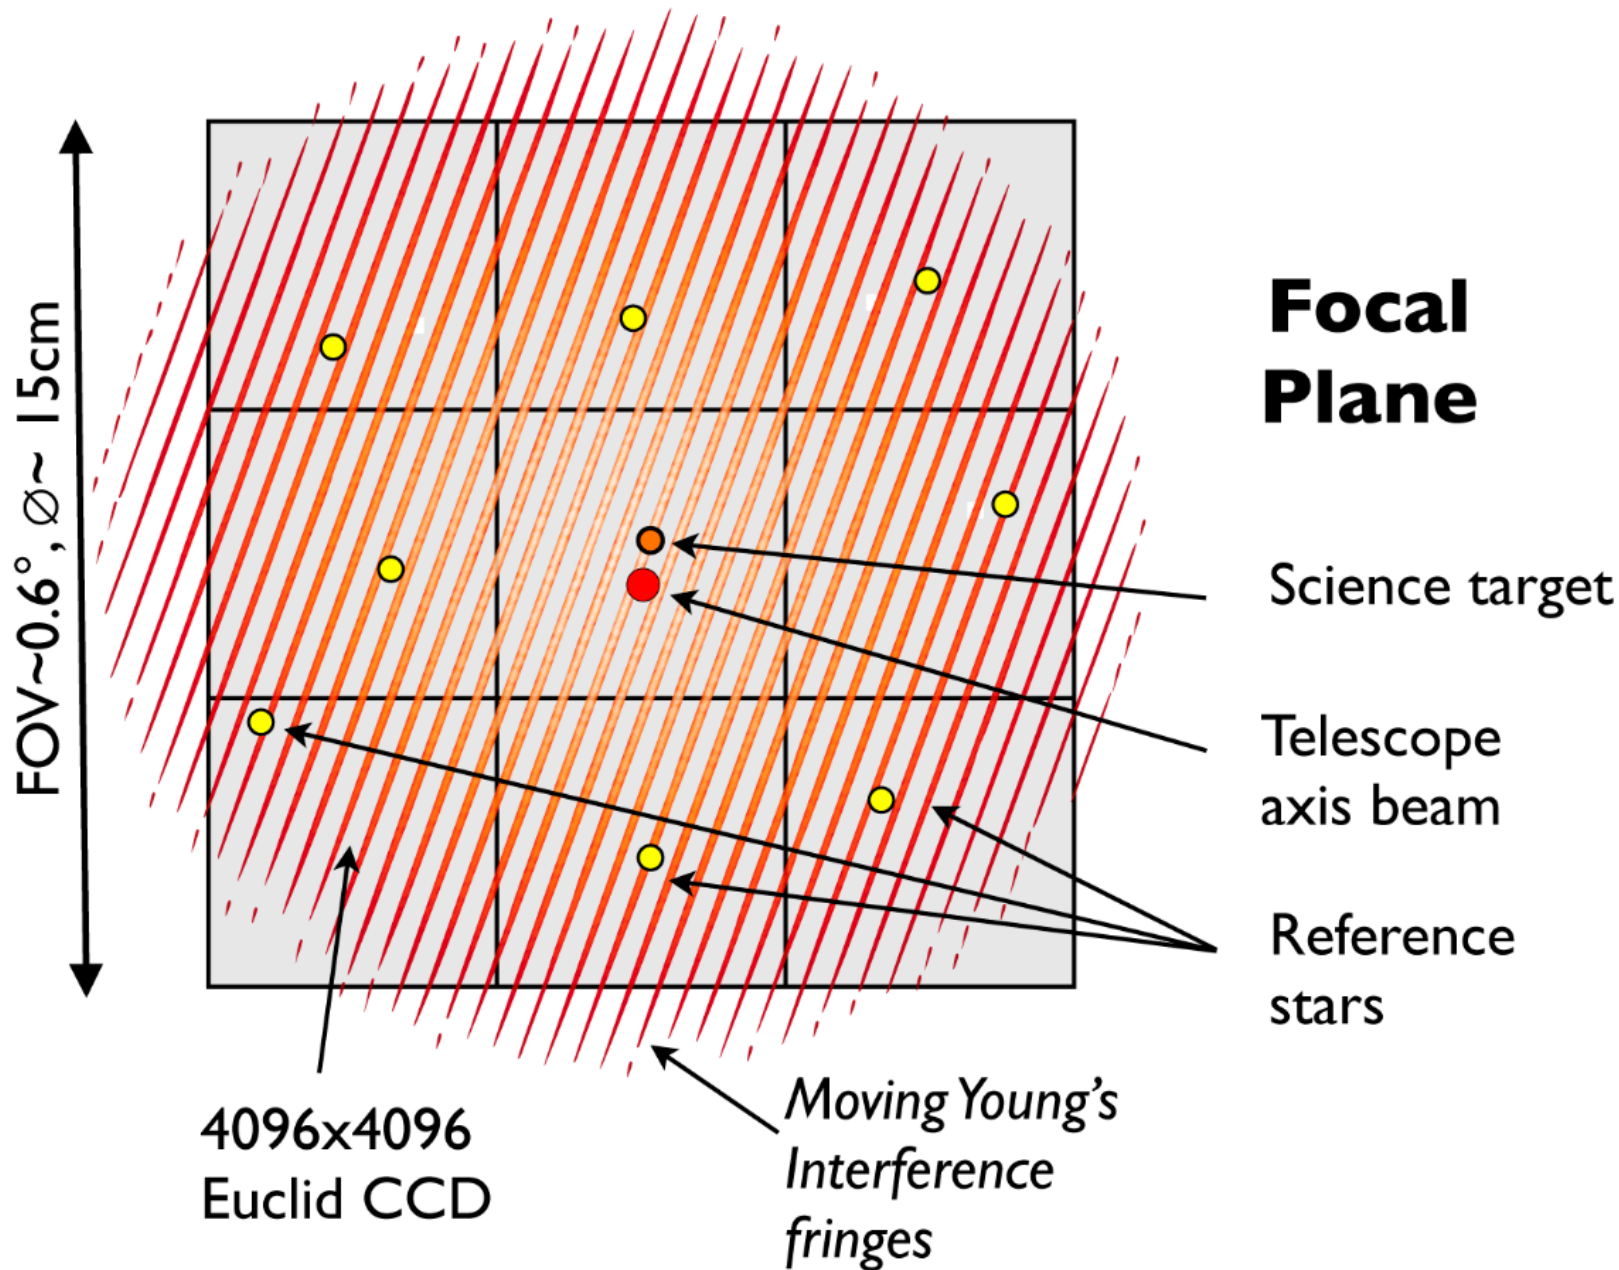 FOV~0.6°, ∅~ 15cm
Focal
Plane
Science target
Telescope
axis beam
Reference
stars
4096x4096
Euclid CCD
Moving Young's
Interference
fringes